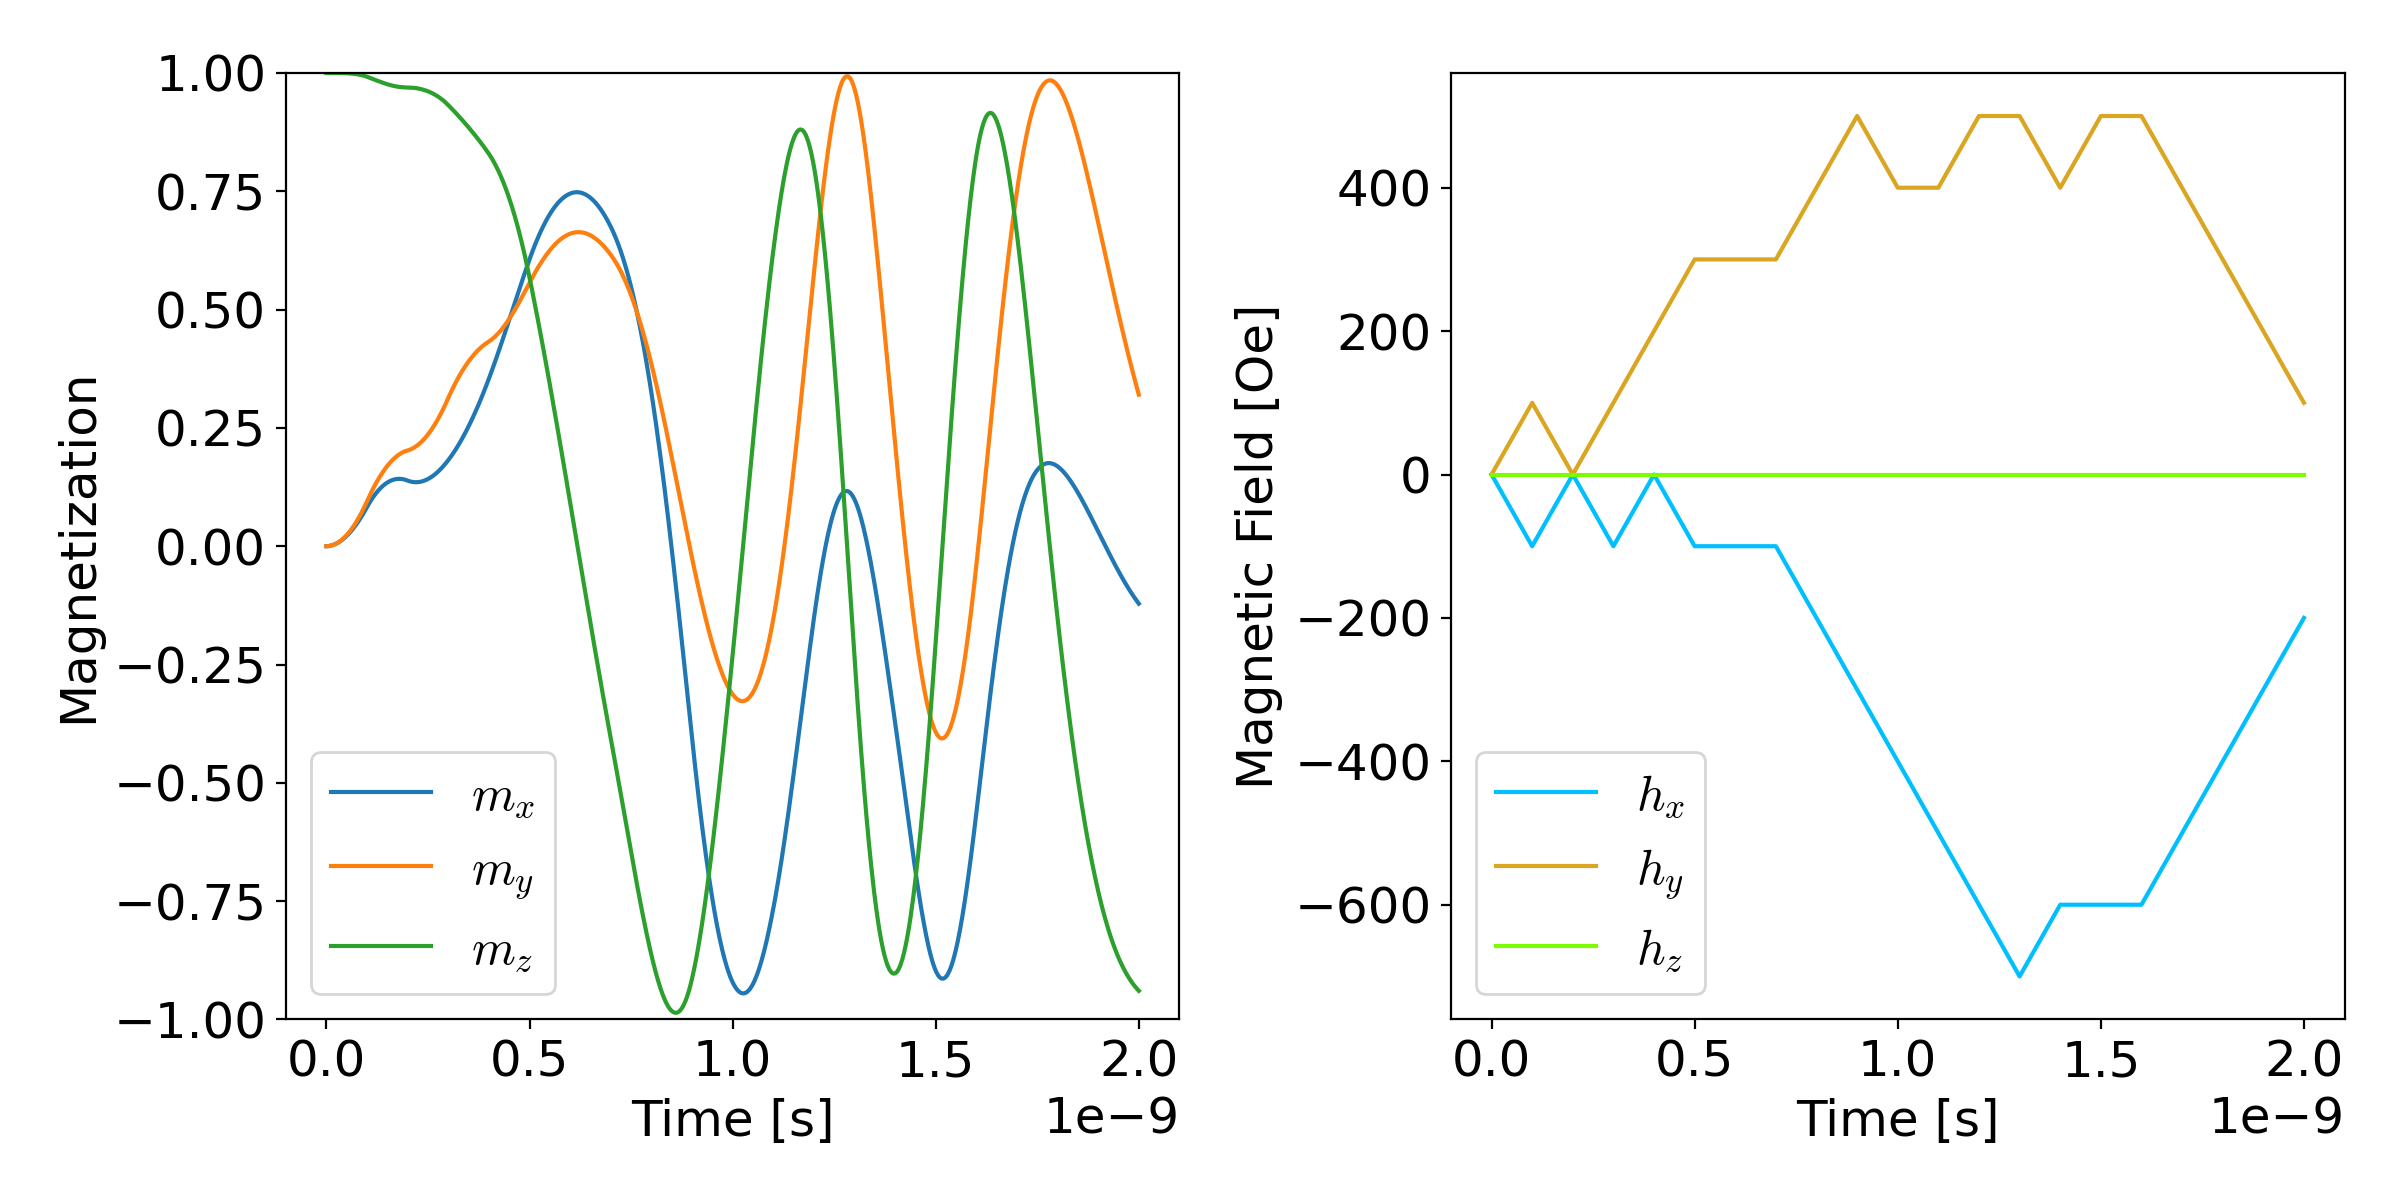 Magnetization
1.00
0.75
0.50
0.25
0.00
−0.25
−0.50
−0.75
−1.00
0.0 0.5 1.0 1.5 2.0
Time [s]
1e−9
m_x
m_y
m_z
Magnetic Field [Oe]
400
200
0
−200
−400
−600
0.0 0.5 1.0 1.5 2.0
Time [s]
1e−9
h_x
h_y
h_z